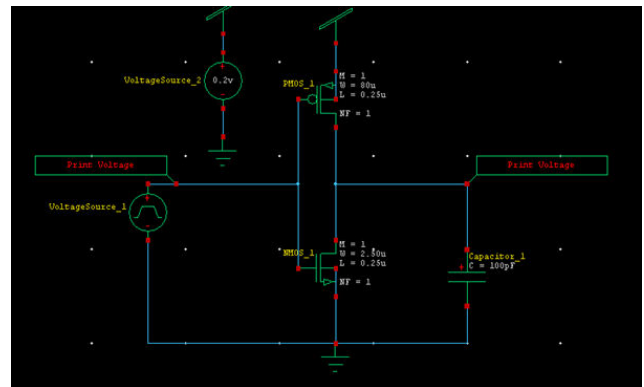 VoltageSource_2
0.2v
PMOS_1
M = 1
W = 80u
L = 0.25u
NF = 1
Print Voltage
Print Voltage
VoltageSource_1
NMOS_1
M = 1
W = 2.50u
L = 0.25u
NF = 1
Capacitor_1
C = 100pF